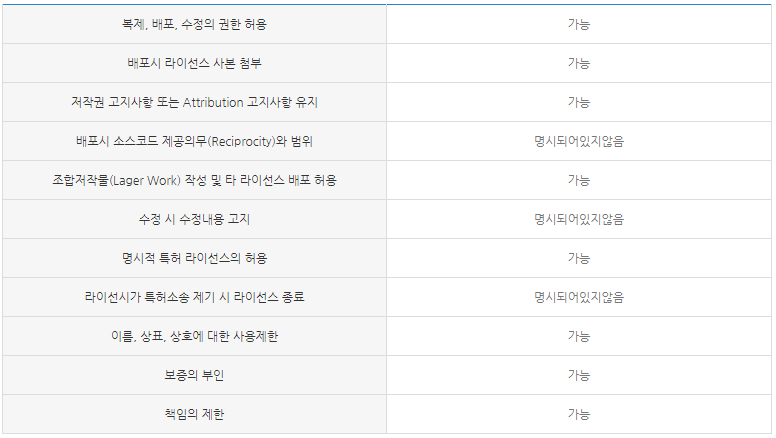 복제, 배포, 수정의 권한 허용 가능
배포시 라이선스 사본 첨부 가능
저작권 고지사항 또는 Attribution 고지사항 유지 가능
배포시 소스코드 제공의무(Reciprocity)와 범위 명시되어있지않음
조합저작물(Lager Work) 작성 및 타 라이선스 배포 허용 가능
수정 시 수정내용 고지 명시되어있지않음
명시적 특허 라이선스의 허용 가능
라이선시가 특허소송 제기 시 라이선스 종료 명시되어있지않음
이름, 상표, 상호에 대한 사용제한 가능
보증의 부인 가능
책임의 제한 가능